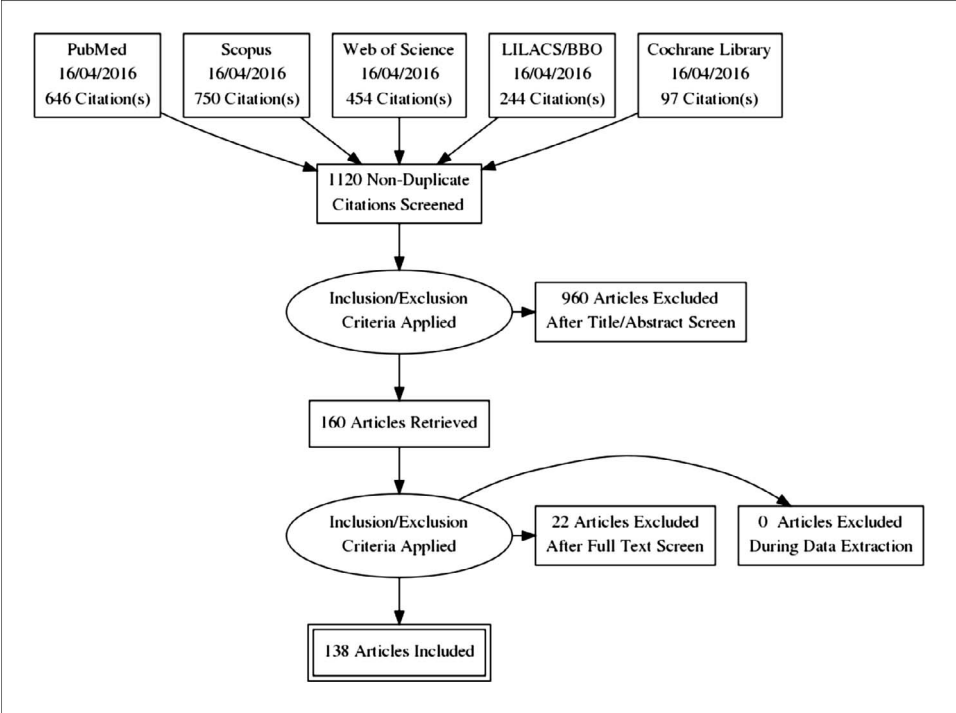 PubMed
16/04/2016
646 Citation(s)
Scopus
16/04/2016
750 Citation(s)
Web of Science
16/04/2016
454 Citation(s)
LILACS/BBO
16/04/2016
244 Citation(s)
Cochrane Library
16/04/2016
97 Citation(s)
1120 Non-Duplicate
Citations Screened
Inclusion/Exclusion
Criteria Applied
960 Articles Excluded
After Title/Abstract Screen
160 Articles Retrieved
Inclusion/Exclusion
Criteria Applied
22 Articles Excluded
After Full Text Screen
0 Articles Excluded
During Data Extraction
138 Articles Included